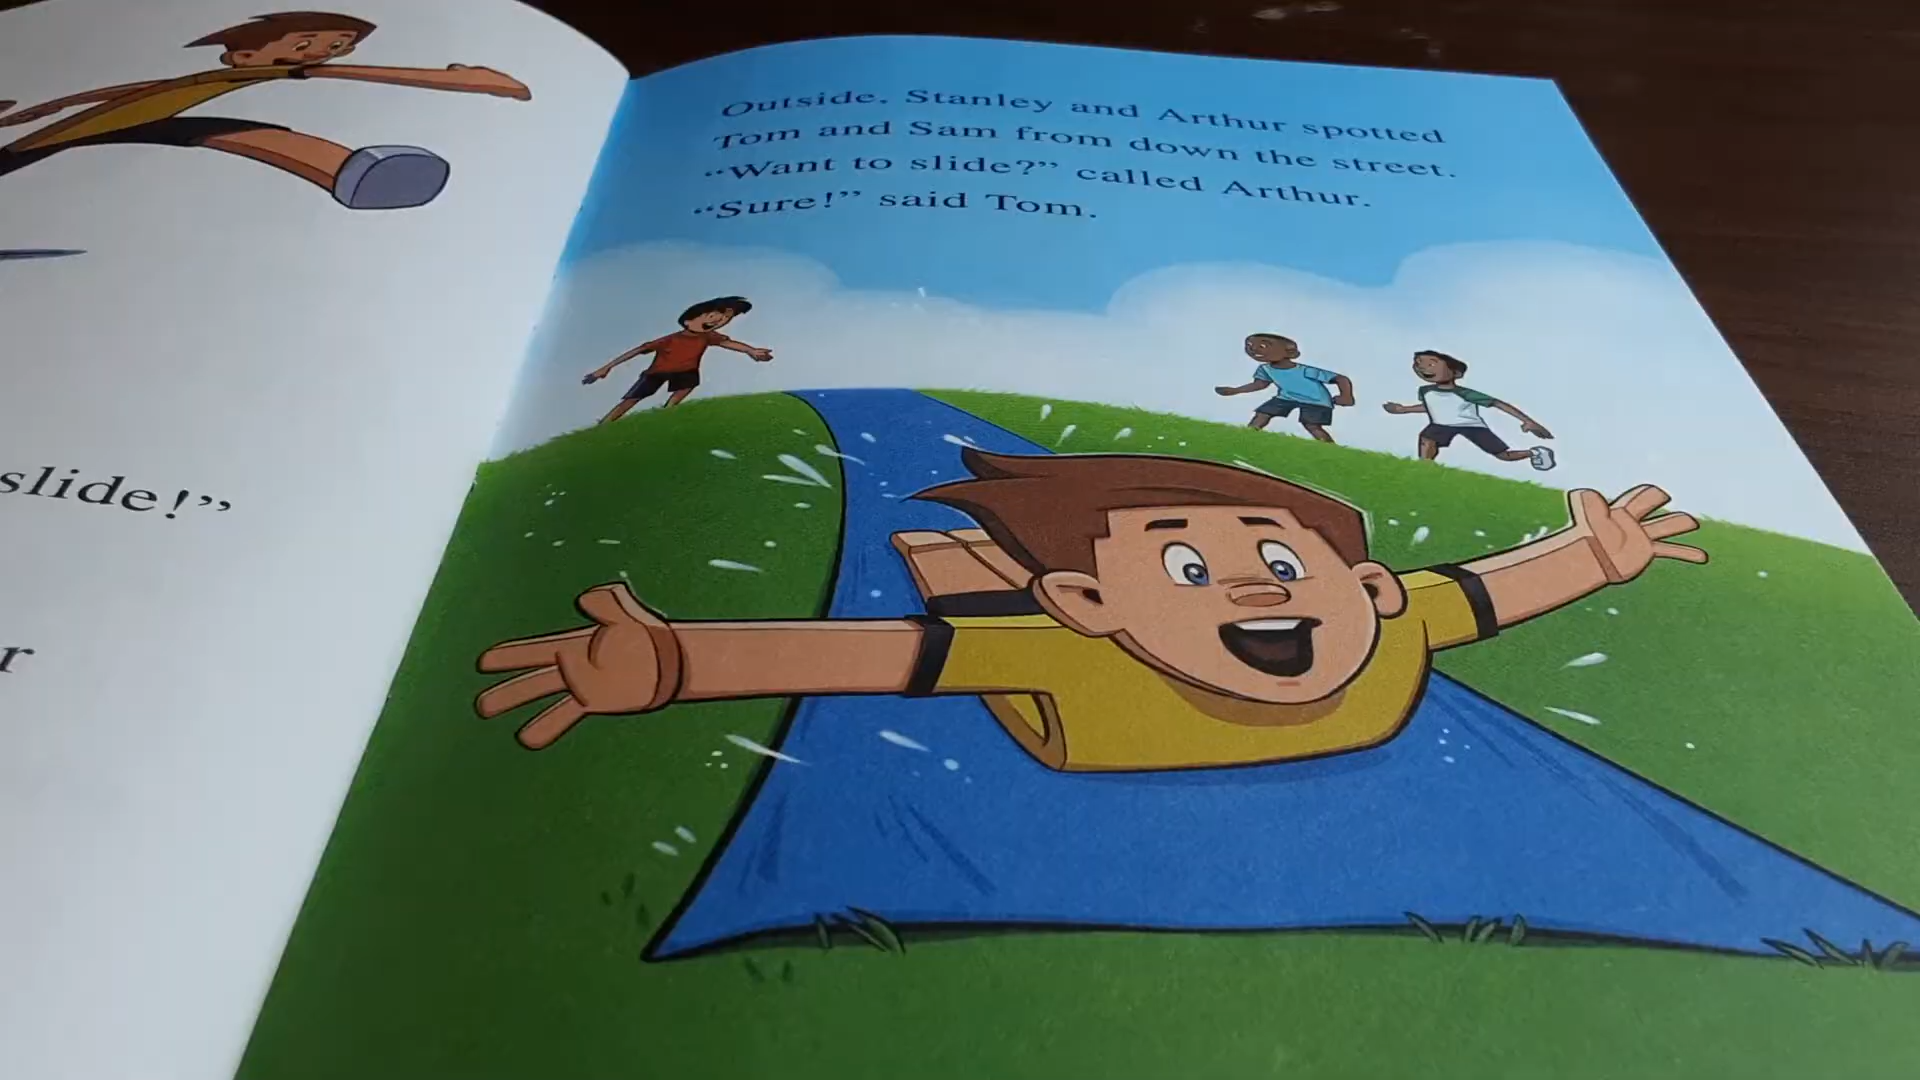 slide!”
r
Outside, Stanley and Arthur spotted
Tom and Sam from down the street.
“Want to slide?” called Arthur.
“Sure!” said Tom.